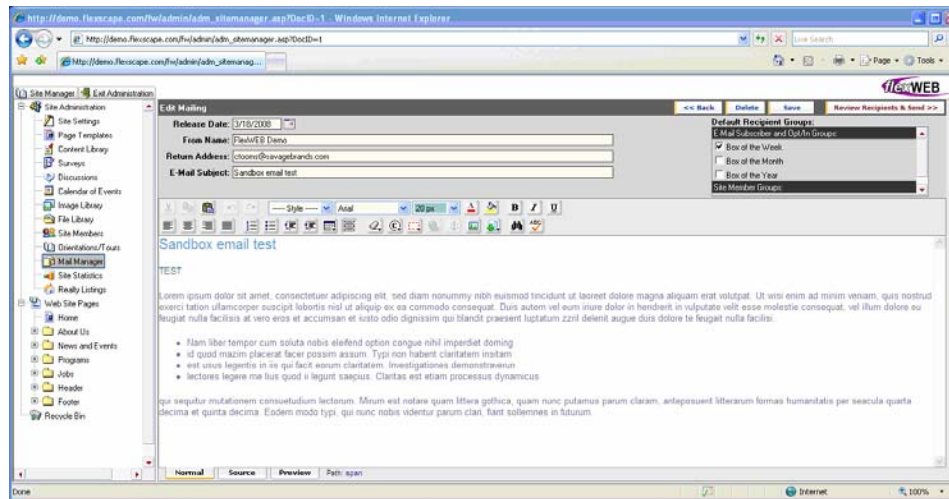 http://demo.flexscape.com/fw/admin/adm_sitemanager.asp?DocID=1 - Windows Internet Explorer
http://demo.flexscape.com/fw/admin/adm_sitemanager.asp?DocID=1
Live Search
http://demo.flexscape.com/fw/admin/adm_sitemanag...
Page
Tools
flexWEB
Site Manager
Exit Administration
Site Administration
Site Settings
Page Templates
Content Library
Surveys
Discussions
Calendar of Events
Image Library
File Library
Site Members
Orientations/Tours
Mail Manager
Site Statistics
Realty Listings
Web Site Pages
Home
About Us
News and Events
Programs
Jobs
Header
Footer
Recycle Bin
Edit Mailing
<< Back
Delete
Save
Review Recipients & Send >>
Release Date: 3/18/2008
From Name: FlexWEB Demo
Return Address: ctooms@savagebrands.com
E-Mail Subject: Sandbox email test
Default Recipient Groups:
E-Mail Subscriber and Opt/In Groups:
Box of the Week
Box of the Month
Box of the Year
Site Member Groups:
---- Style ----
Arial
20 px
B I U
Sandbox email test
TEST
Lorem ipsum dolor sit amet, consectetuer adipiscing elit, sed diam nonummy nibh euismod tincidunt ut laoreet dolore magna aliquam erat volutpat. Ut wisi enim ad minim veniam, quis nostrud
exerci tation ullamcorper suscipit lobortis nisl ut aliquip ex ea commodo consequat. Duis autem vel eum iriure dolor in hendrerit in vulputate velit esse molestie consequat, vel illum dolore eu
feugiat nulla facilisis at vero eros et accumsan et iusto odio dignissim qui blandit praesent luptatum zzril delenit augue duis dolore te feugait nulla facilisi.
Nam liber tempor cum soluta nobis eleifend option congue nihil imperdiet doming
id quod mazim placerat facer possim assum. Typi non habent claritatem insitam
est usus legentis in iis qui facit eorum claritatem. Investigationes demonstraverun
lectores legere me lius quod ii legunt saepius. Claritas est etiam processus dynamicus
qui sequitur mutationem consuetudium lectorum. Mirum est notare quam littera gothica, quam nunc putamus parum claram, anteposuerit litterarum formas humanitatis per seacula quarta
decima et quinta decima. Eodem modo typi, qui nunc nobis videntur parum clari, fiant sollemnes in futurum.
Normal
Source
Preview
Path: span
Done
Internet
100%